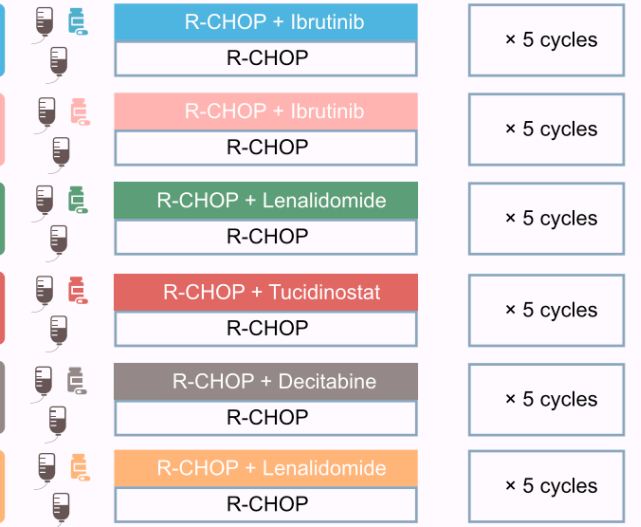 R-CHOP + Ibrutinib
R-CHOP
× 5 cycles
R-CHOP + Ibrutinib
R-CHOP
× 5 cycles
R-CHOP + Lenalidomide
R-CHOP
× 5 cycles
R-CHOP + Tucidinostat
R-CHOP
× 5 cycles
R-CHOP + Decitabine
R-CHOP
× 5 cycles
R-CHOP + Lenalidomide
R-CHOP
× 5 cycles